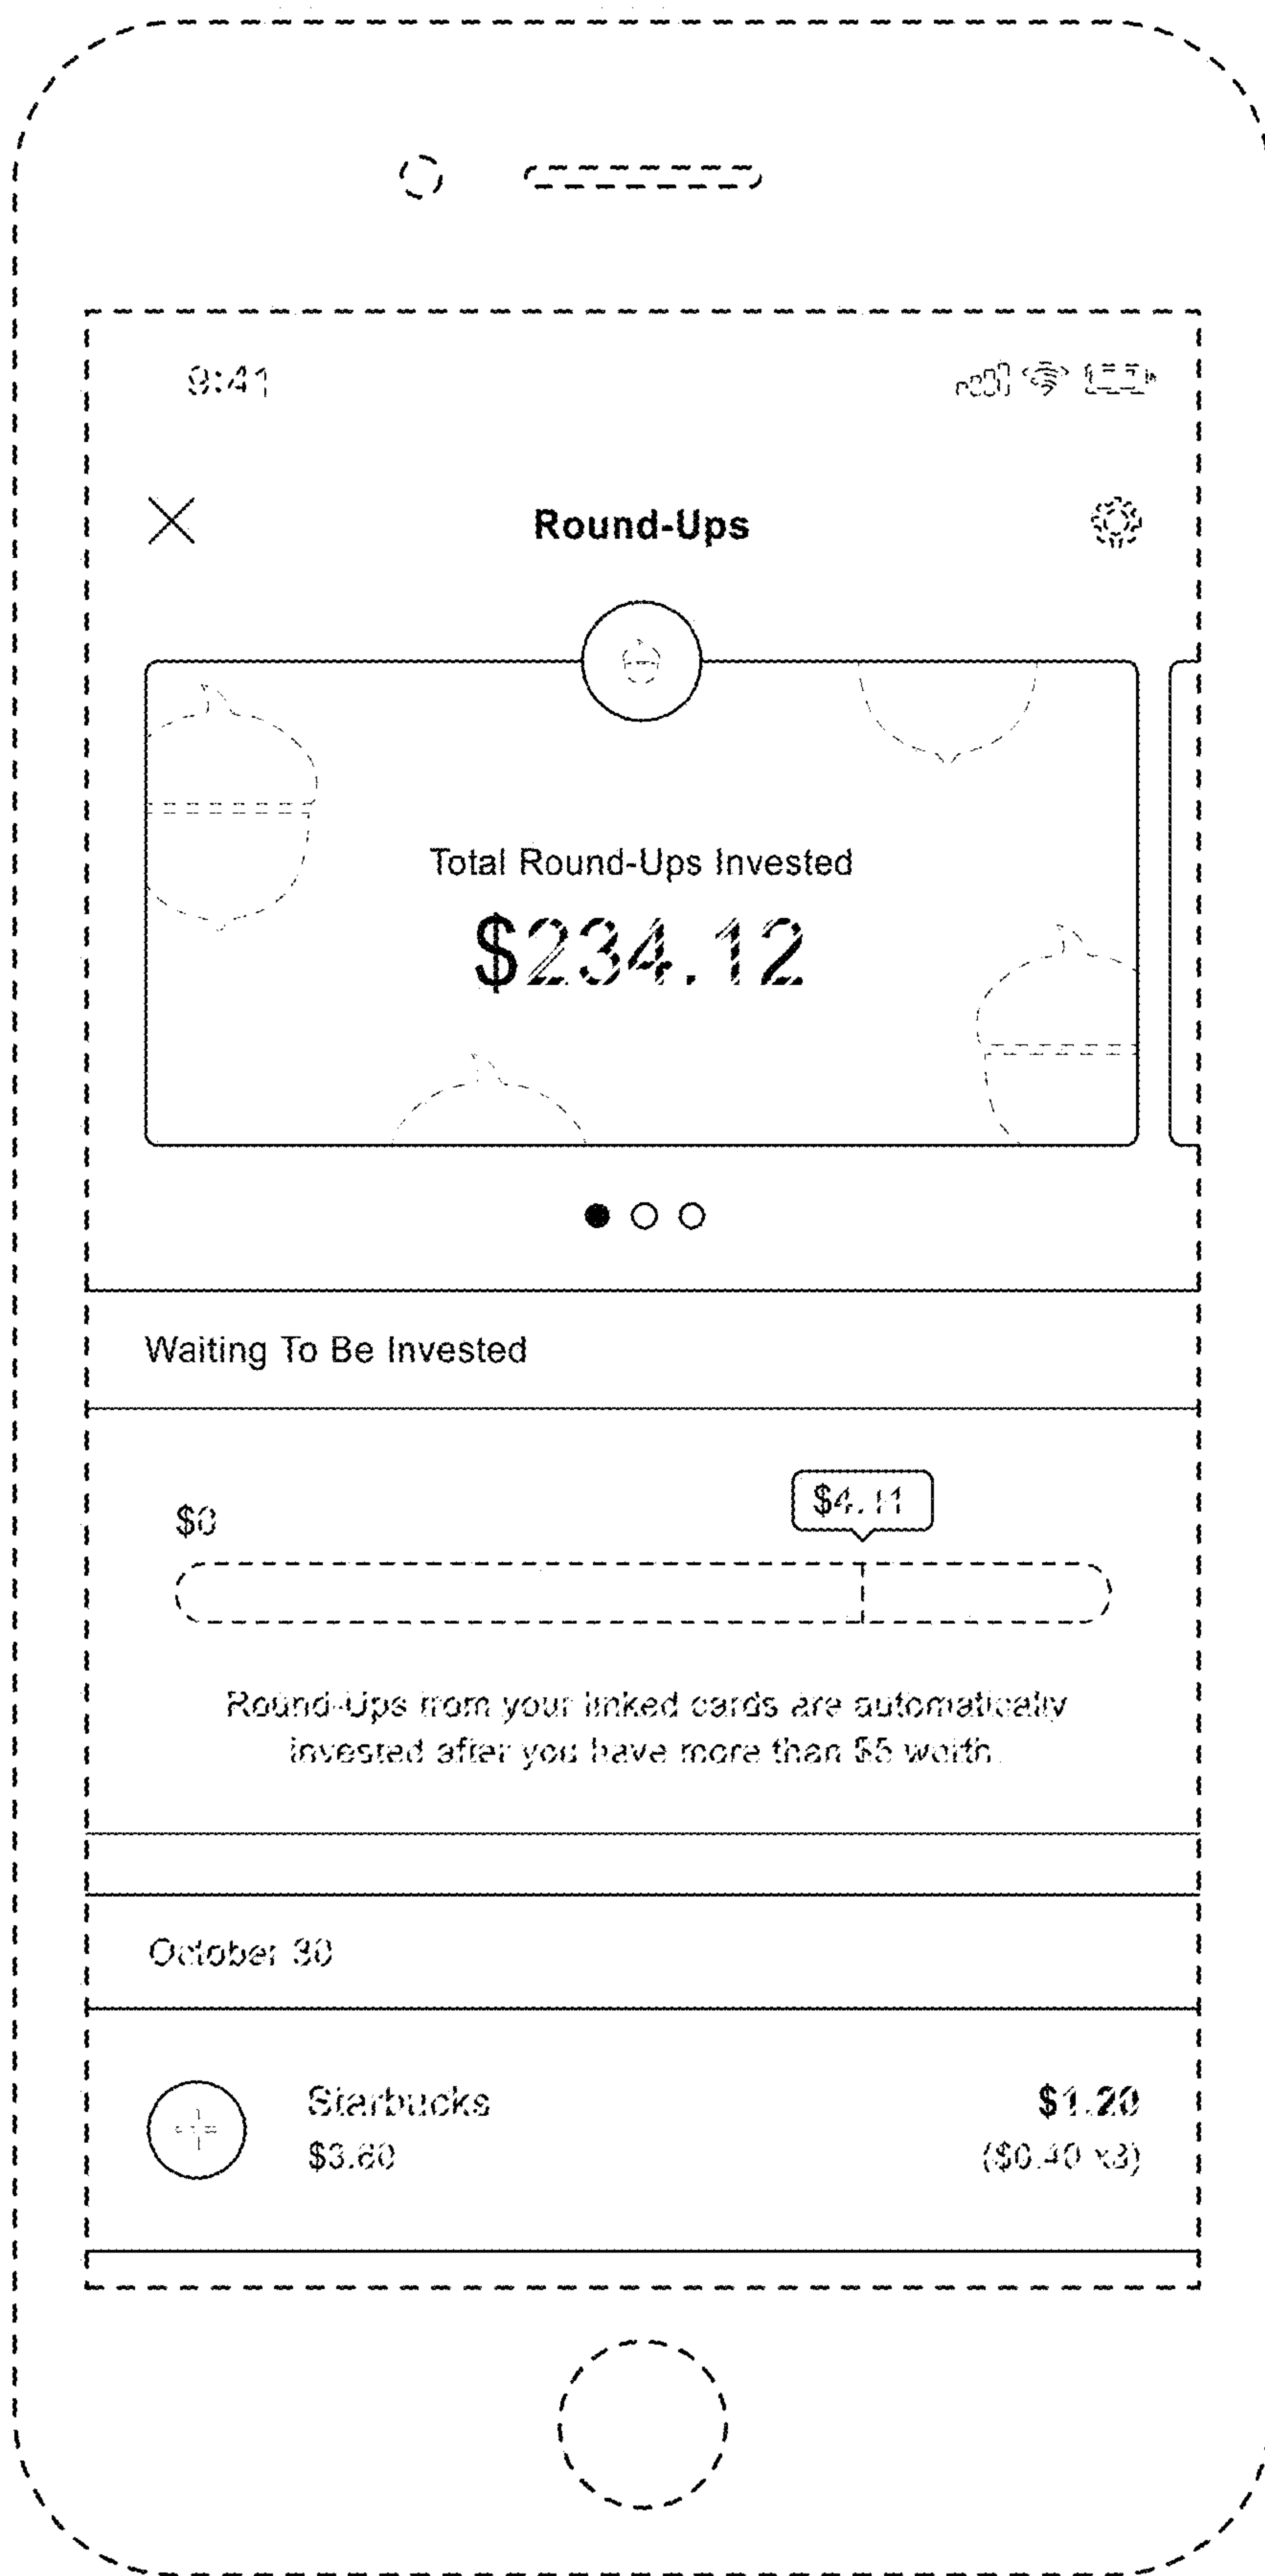 9:41
Round-Ups
Total Round-Ups Invested
$234.12
Waiting To Be Invested
$4.11
$0
Round-Ups from your linked cards are automatically
invested after you have more than $5 worth.
October 30
Starbucks
$1.20
$3.60
($0.40 x3)